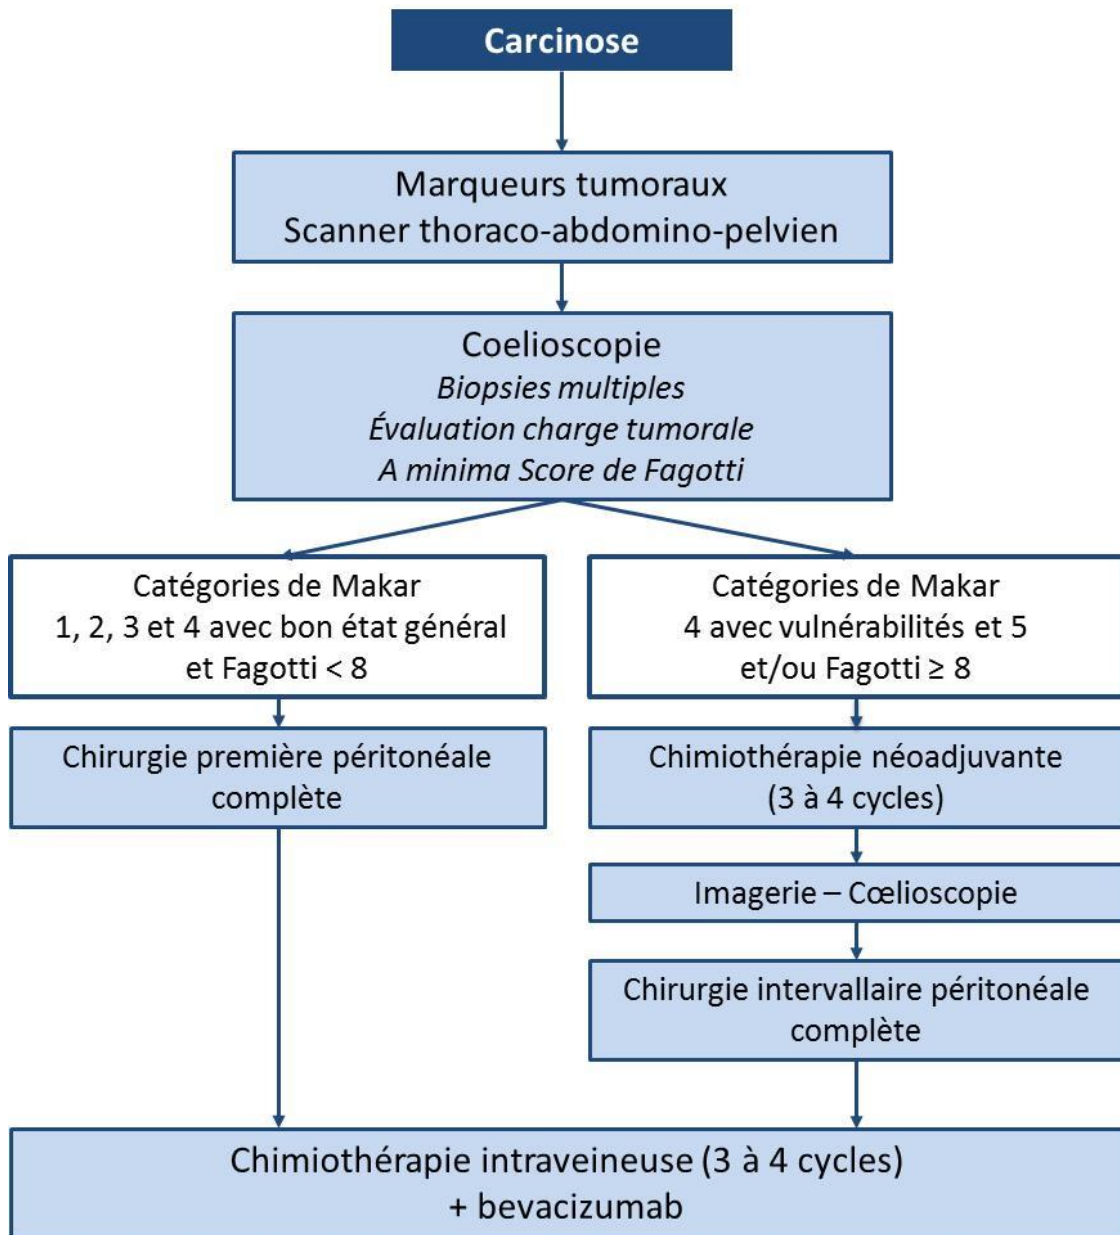 Carcinose
Marqueurs tumoraux
Scanner thoraco-abdomino-pelvien
Coelioscopie
Biopsies multiples
Évaluation charge tumorale
A minima Score de Fagotti
Catégories de Makar
1, 2, 3 et 4 avec bon état général
et Fagotti < 8
Catégories de Makar
4 avec vulnérabilités et 5
et/ou Fagotti ≥ 8
Chirurgie première péritonéale
complète
Chimiothérapie néoadjuvante
(3 à 4 cycles)
Imagerie – Cœlioscopie
Chirurgie intervallaire péritonéale
complète
Chimiothérapie intraveineuse (3 à 4 cycles)
+ bevacizumab